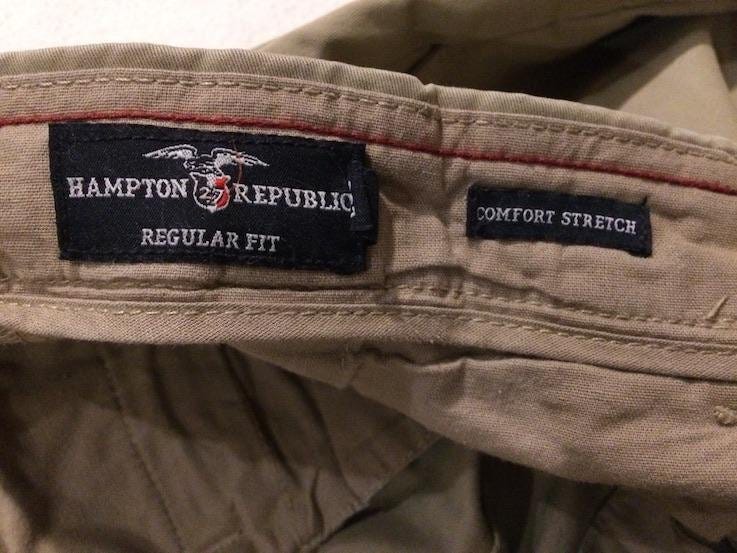 HAMPTON 27 REPUBLIC
REGULAR FIT
COMFORT STRETCH